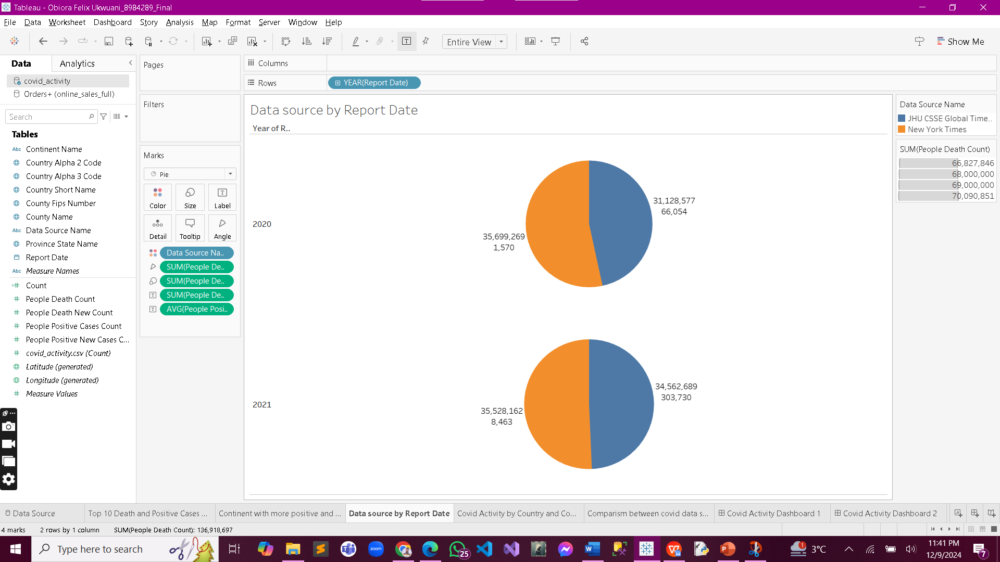 Tableau - Obiora Felix Ukwuani_8984289_Final
File Data Worksheet Dashboard Story Analysis Map Format Server Window Help
Entire View
Show Me
Data
Analytics
covid_activity
Orders+ (online_sales_full)
Search
Tables
Abc Continent Name
Country Alpha 2 Code
Country Alpha 3 Code
Country Short Name
County Fips Number
County Name
Abc Data Source Name
Province State Name
Report Date
Abc Measure Names
Count
People Death Count
People Death New Count
People Positive Cases Count
People Positive New Cases C...
covid_activity.csv (Count)
Latitude (generated)
Longitude (generated)
Measure Values
Pages
Filters
Marks
Pie
Color
Size
Label
Detail
Tooltip
Angle
Data Source Na..
SUM(People De..
SUM(People De..
SUM(People De..
AVG(People Posi..
Columns
Rows
YEAR(Report Date)
Data source by Report Date
Year of R..
2020
31,128,577
66,054
35,699,269
1,570
2021
34,562,689
303,730
35,528,162
8,463
Data Source Name
JHU CSSE Global Time..
New York Times
SUM(People Death Count)
66,827,846
68,000,000
69,000,000
70,090,851
Data Source
Top 10 Death and Positive Cases ...
Continent with more positive and ...
Data source by Report Date
Covid Activity by Country and Co...
Comparism between covid data s...
Covid Activity Dashboard 1
Covid Activity Dashboard 2
4 marks
2 rows by 1 column
SUM(People Death Count): 136,918,697
Type here to search
zoom
25
1
3°C
11:41 PM
12/9/2024
7